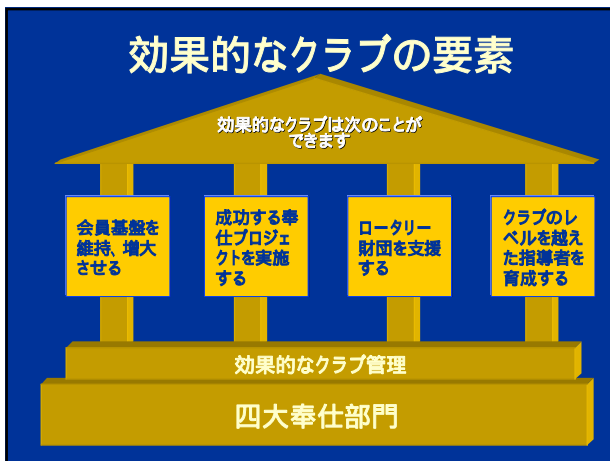 効果的なクラブの要素
効果的なクラブは次のことが
できます
会員基盤を
維持、増大
させる
成功する奉
仕プロジェ
クトを実施
する
ロータリー
財団を支援
する
クラブのレ
ベルを越え
た指導者を
育成する
効果的なクラブ管理
四大奉仕部門